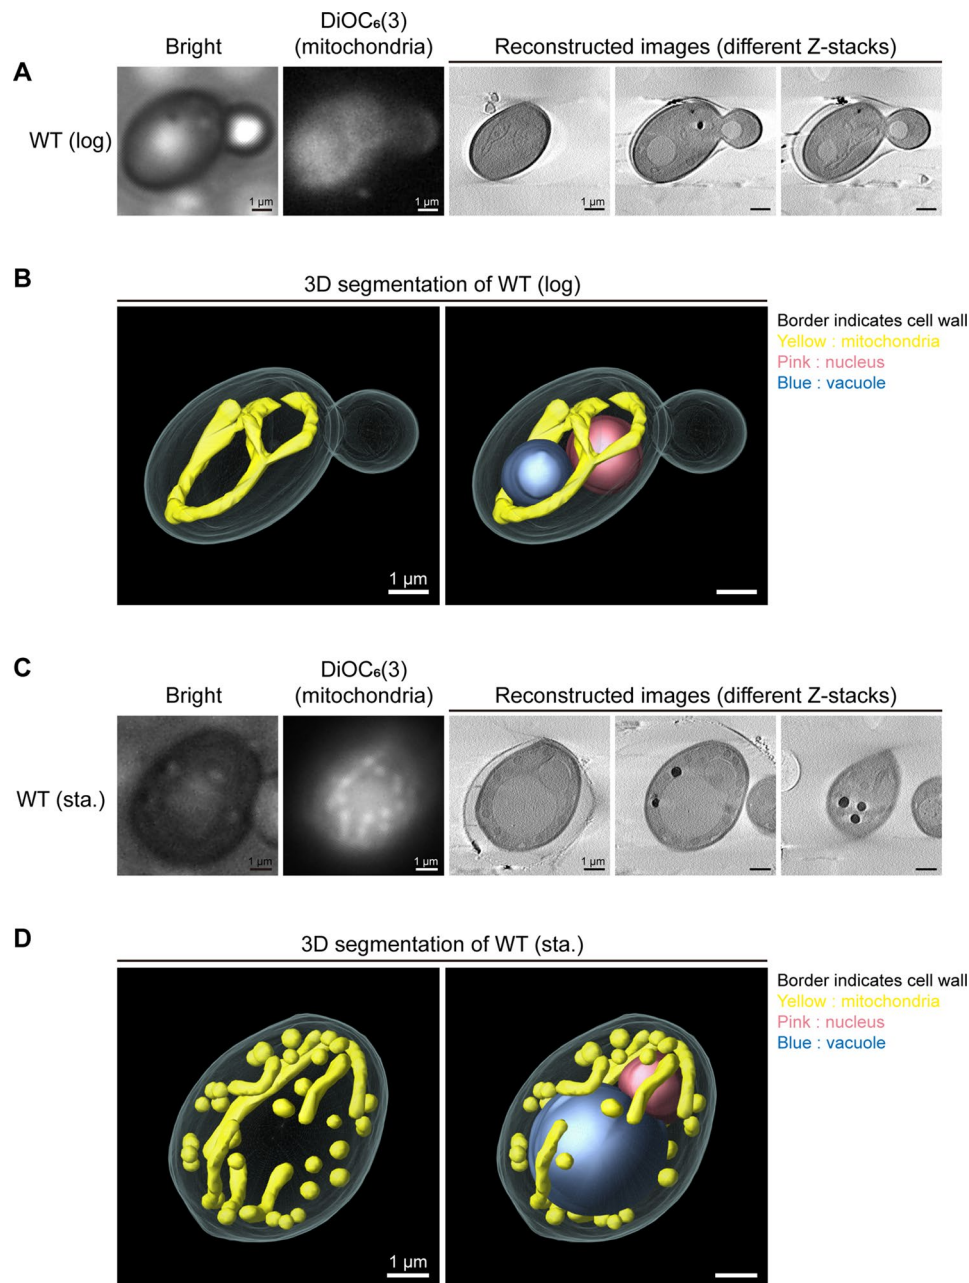 A
Bright
DiOC₆(3)
(mitochondria)
Reconstructed images (different Z-stacks)
WT (log)
1 µm
1 µm
1 µm
B
3D segmentation of WT (log)
Border indicates cell wall
Yellow : mitochondria
Pink : nucleus
Blue : vacuole
1 µm
C
Bright
DiOC₆(3)
(mitochondria)
Reconstructed images (different Z-stacks)
WT (sta.)
1 µm
1 µm
1 µm
D
3D segmentation of WT (sta.)
Border indicates cell wall
Yellow : mitochondria
Pink : nucleus
Blue : vacuole
1 µm